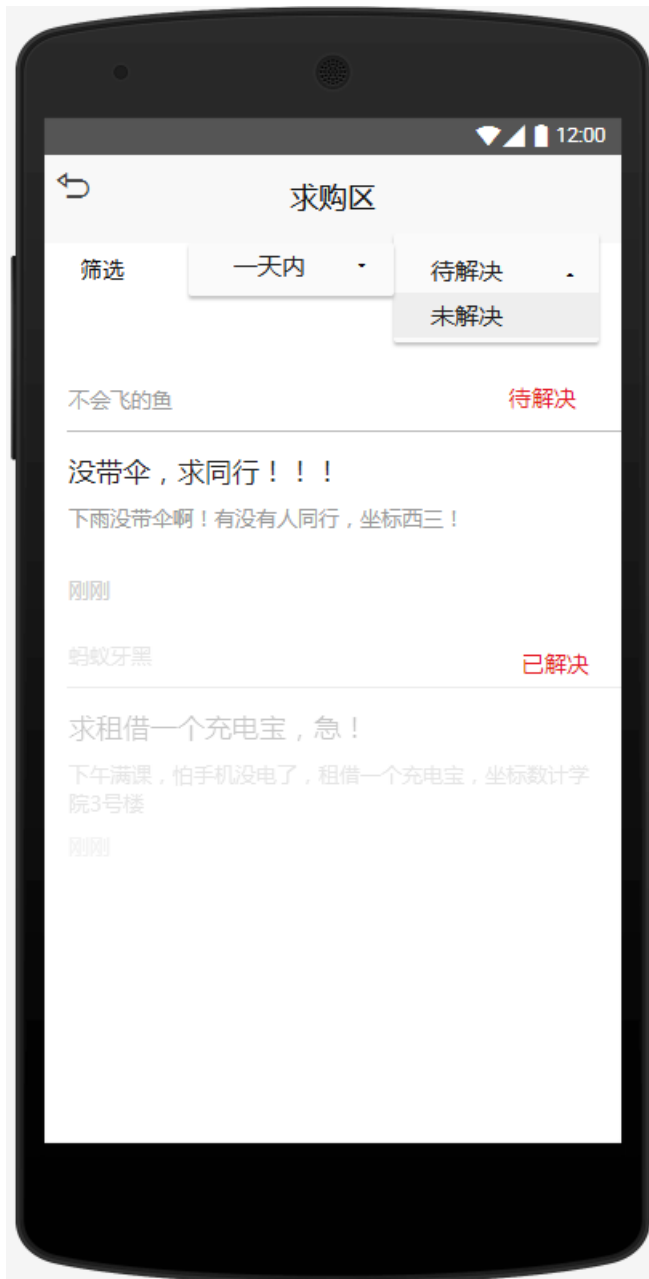 12:00
求购区
筛选
一天内
待解决
未解决
不会飞的鱼
待解决
没带伞，求同行！！！
下雨没带伞啊！有没有人同行，坐标西三！
刚刚
蚂蚁牙黑
已解决
求租借一个充电宝，急！
下午满课，怕手机没电了，租借一个充电宝，坐标数计学
院3号楼
刚刚